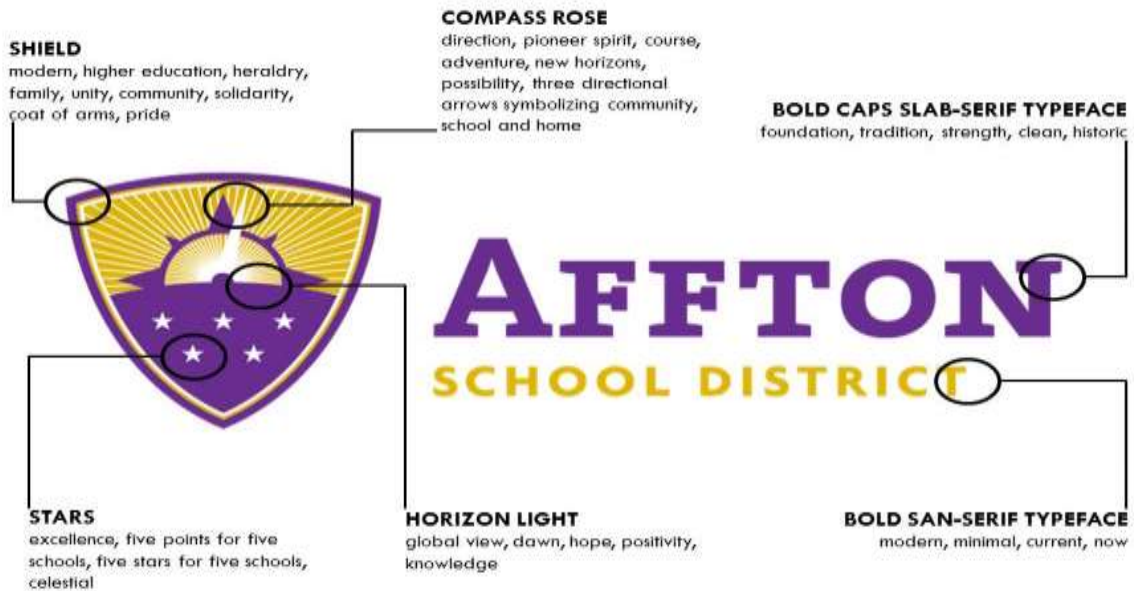 SHIELD
modern, higher education, heraldry,
family, unity, community, solidarity,
coat of arms, pride
COMPASS ROSE
direction, pioneer spirit, course,
adventure, new horizons,
possibility, three directional
arrows symbolizing community,
school and home
BOLD CAPS SLAB-SERIF TYPEFACE
foundation, tradition, strength, clean, historic
AFFTON
SCHOOL DISTRICT
STARS
excellence, five points for five
schools, five stars for five schools,
celestial
HORIZON LIGHT
global view, dawn, hope, positivity,
knowledge
BOLD SAN-SERIF TYPEFACE
modern, minimal, current, now